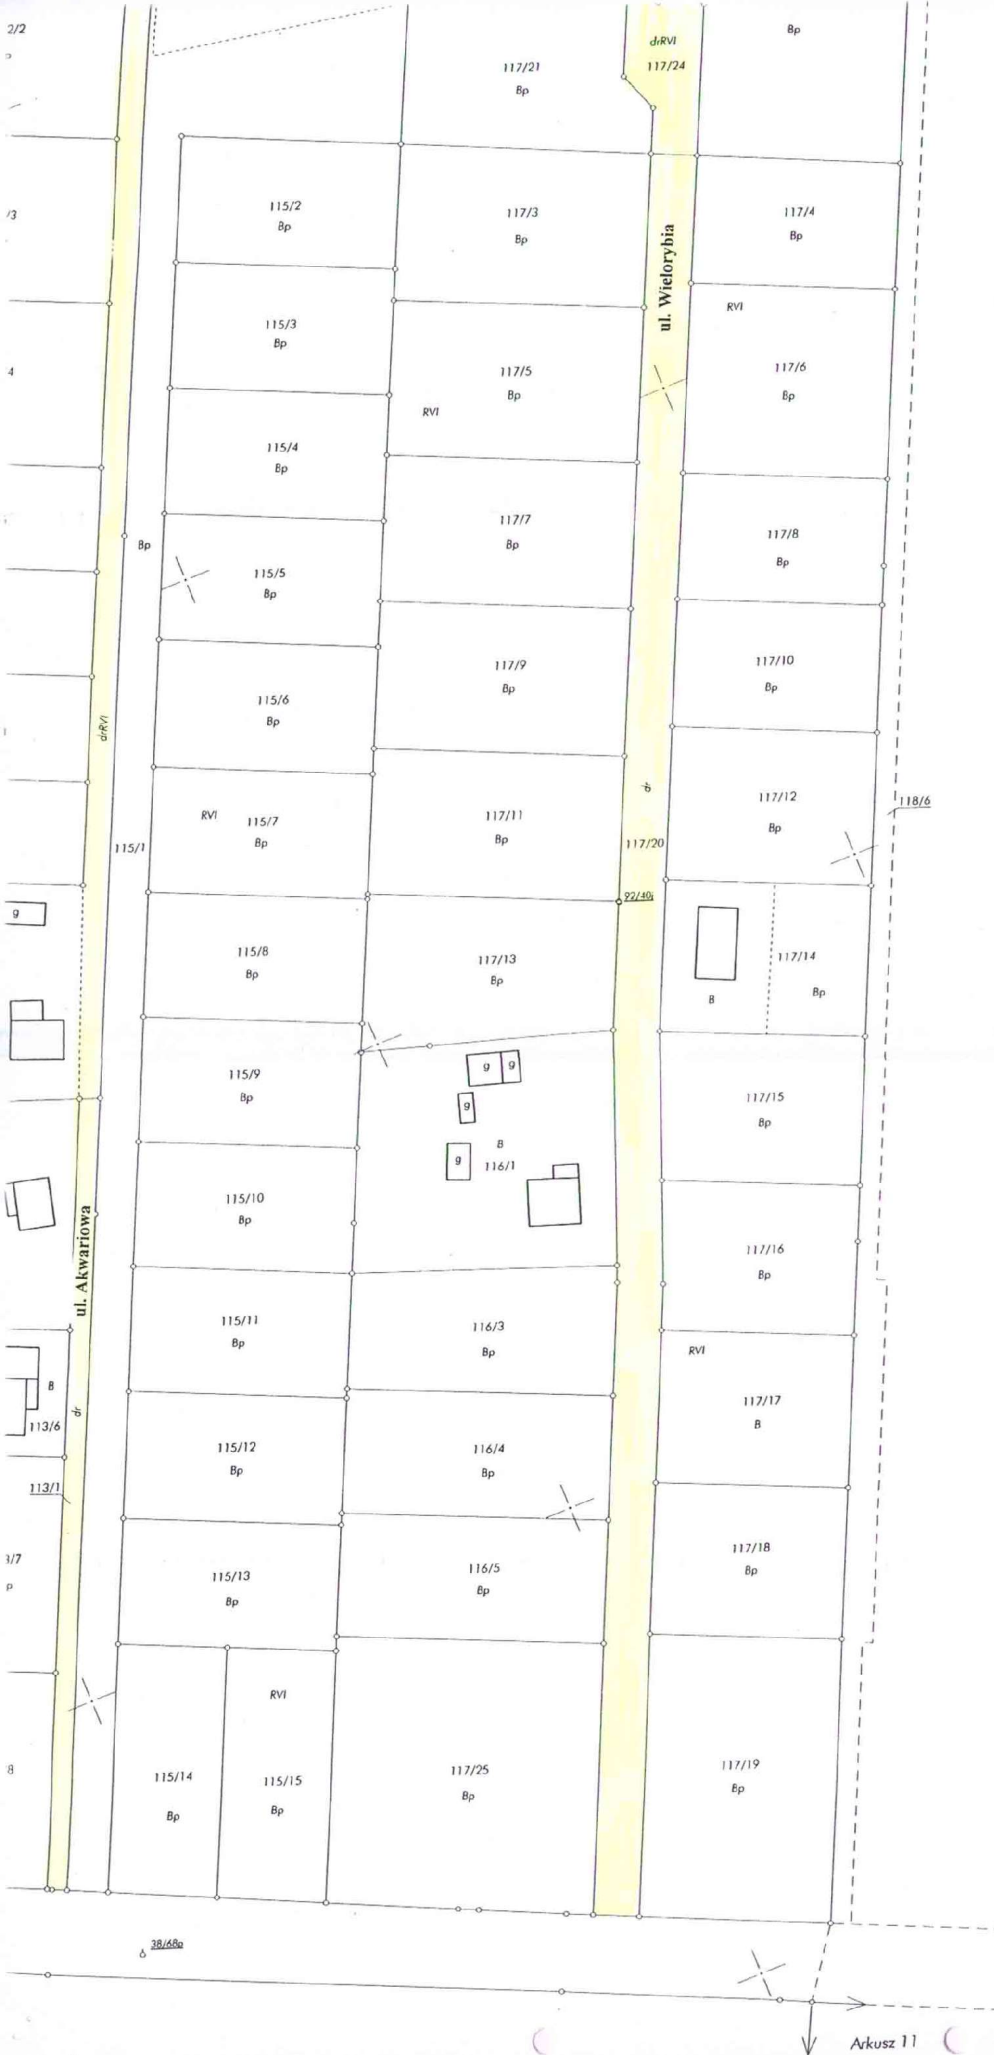 2/2
drRVI
Bp
117/21
Bp
117/24
/3
115/2
Bp
117/3
Bp
ul. Wielorybia
117/4
Bp
RVI
115/3
Bp
4
117/5
Bp
RVI
117/6
Bp
115/4
Bp
117/7
Bp
117/8
Bp
Bp
115/5
Bp
117/9
Bp
117/10
Bp
115/6
Bp
drRVI
dr
117/12
Bp
118/6
RVI
115/7
Bp
117/11
Bp
117/20
115/1
92/40j
g
115/8
Bp
117/13
Bp
117/14
Bp
B
115/9
Bp
g
g
g
B
g
116/1
117/15
Bp
115/10
Bp
ul. Akwariowa
117/16
Bp
115/11
Bp
116/3
Bp
RVI
B
113/6
dr
117/17
B
115/12
Bp
116/4
Bp
113/1
3/7
p
115/13
Bp
116/5
Bp
117/18
Bp
RVI
8
115/14
Bp
115/15
Bp
117/25
Bp
117/19
Bp
38/68p
Arkusz 11